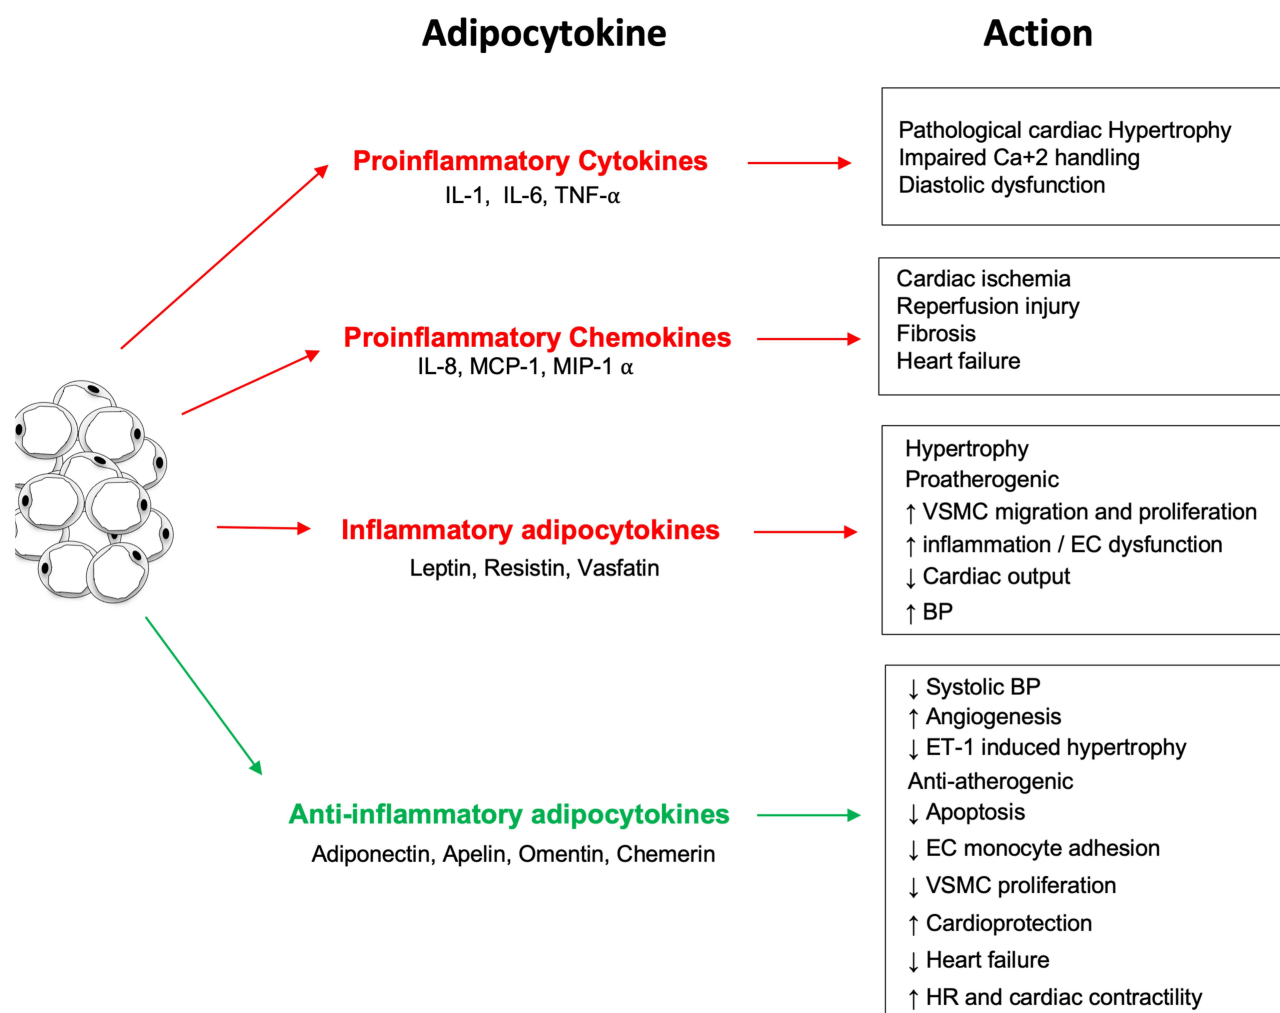 Adipocytokine
Action
Proinflammatory Cytokines
IL-1, IL-6, TNF-α
Pathological cardiac Hypertrophy
Impaired Ca+2 handling
Diastolic dysfunction
Proinflammatory Chemokines
IL-8, MCP-1, MIP-1 α
Cardiac ischemia
Reperfusion injury
Fibrosis
Heart failure
Inflammatory adipocytokines
Leptin, Resistin, Vasfatin
Hypertrophy
Proatherogenic
↑ VSMC migration and proliferation
↑ inflammation / EC dysfunction
↓ Cardiac output
↑ BP
Anti-inflammatory adipocytokines
Adiponectin, Apelin, Omentin, Chemerin
↓ Systolic BP
↑ Angiogenesis
↓ ET-1 induced hypertrophy
Anti-atherogenic
↓ Apoptosis
↓ EC monocyte adhesion
↓ VSMC proliferation
↑ Cardioprotection
↓ Heart failure
↑ HR and cardiac contractility